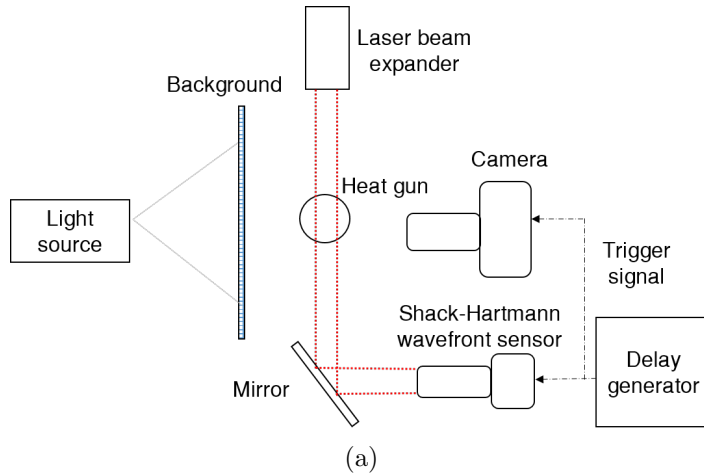 Laser beam
expander
Background
Camera
Heat gun
Light
source
Trigger
signal
Shack-Hartmann
wavefront sensor
Delay
generator
Mirror
(a)